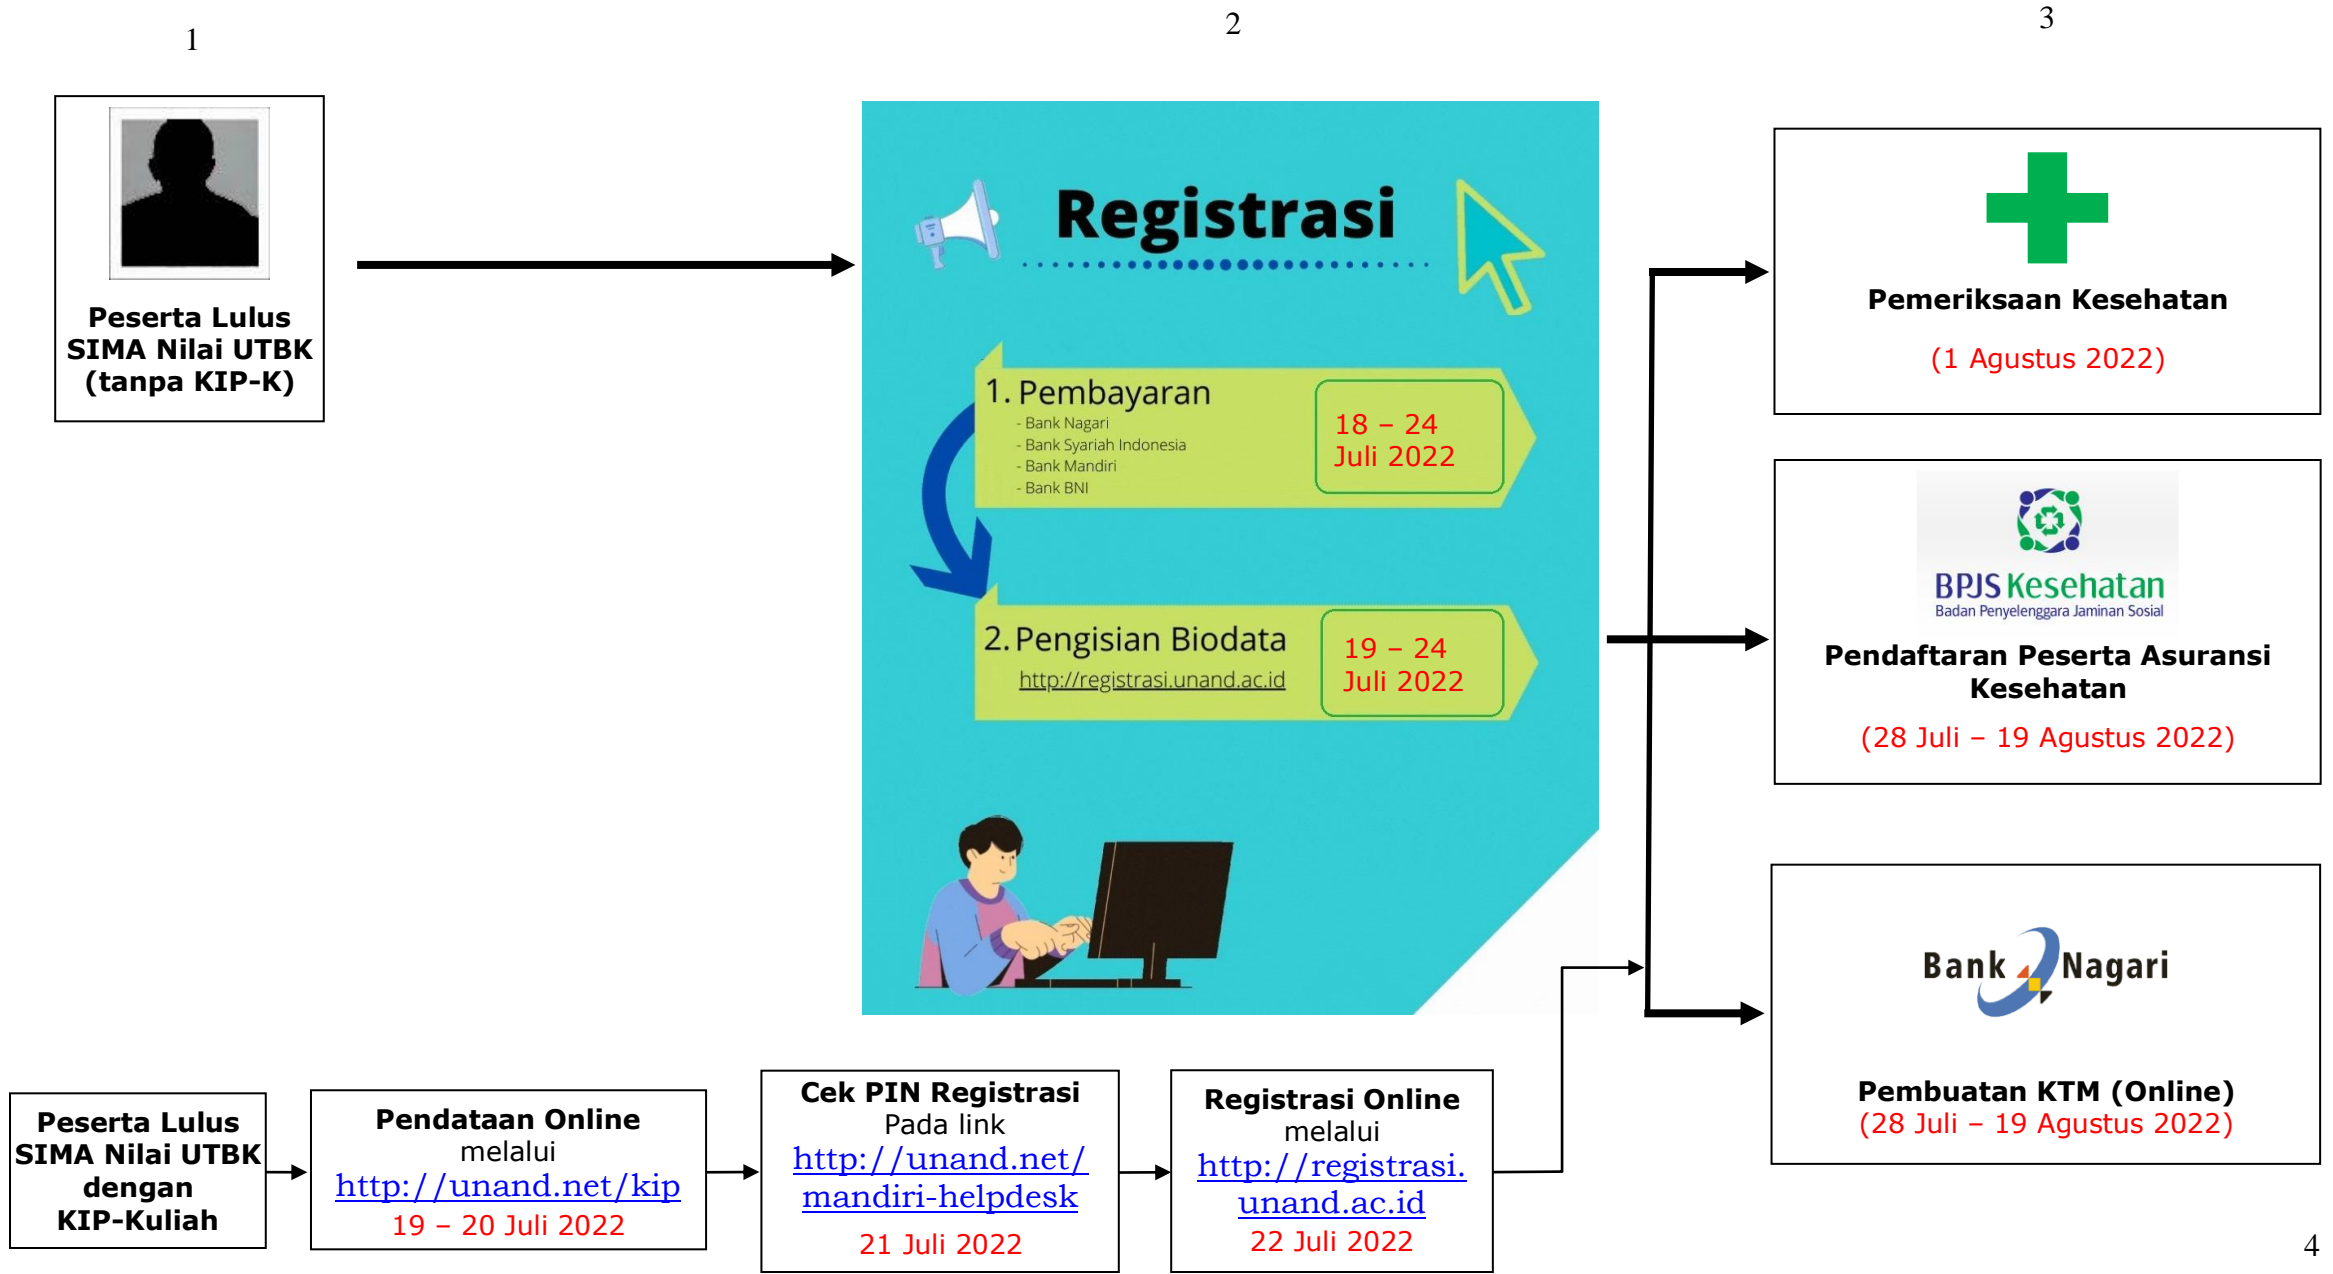 1
2
3
Peserta Lulus
SIMA Nilai UTBK
(tanpa KIP-K)
Registrasi
1. Pembayaran
- Bank Nagari
- Bank Syariah Indonesia
- Bank Mandiri
- Bank BNI
18 – 24
Juli 2022
2. Pengisian Biodata
http://registrasi.unand.ac.id
19 – 24
Juli 2022
Pemeriksaan Kesehatan
(1 Agustus 2022)
BPJS Kesehatan
Badan Penyelenggara Jaminan Sosial
Pendaftaran Peserta Asuransi
Kesehatan
(28 Juli – 19 Agustus 2022)
Bank Nagari
Pembuatan KTM (Online)
(28 Juli – 19 Agustus 2022)
Peserta Lulus
SIMA Nilai UTBK
dengan
KIP-Kuliah
Pendataan Online
melalui
http://unand.net/kip
19 – 20 Juli 2022
Cek PIN Registrasi
Pada link
http://unand.net/
mandiri-helpdesk
21 Juli 2022
Registrasi Online
melalui
http://registrasi.
unand.ac.id
22 Juli 2022
4